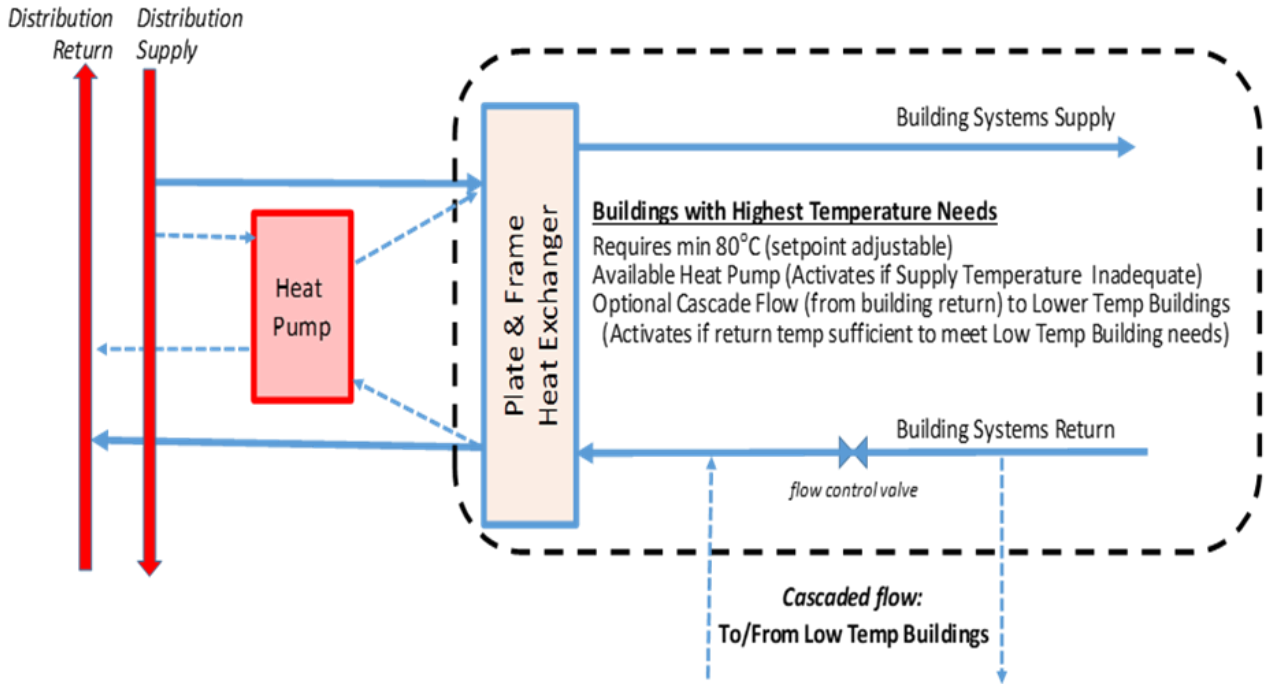 Distribution Return
Distribution Supply
Building Systems Supply
Heat Pump
Plate & Frame
Heat Exchanger
Buildings with Highest Temperature Needs
Requires min 80°C (setpoint adjustable)
Available Heat Pump (Activates if Supply Temperature Inadequate)
Optional Cascade Flow (from building return) to Lower Temp Buildings
(Activates if return temp sufficient to meet Low Temp Building needs)
Building Systems Return
flow control valve
Cascaded flow:
To/From Low Temp Buildings